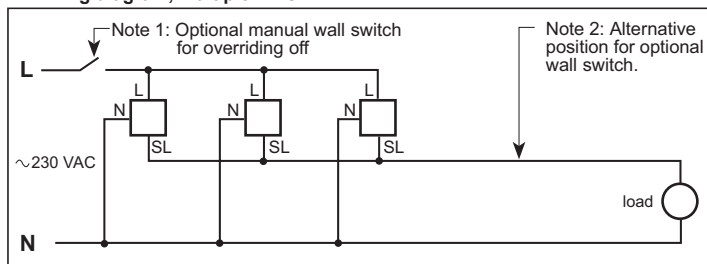 Note 1: Optional manual wall switch
for overriding off
Note 2: Alternative
position for optional
wall switch.
L
L
N
N
N
SL
SL
SL
~230 VAC
load
N